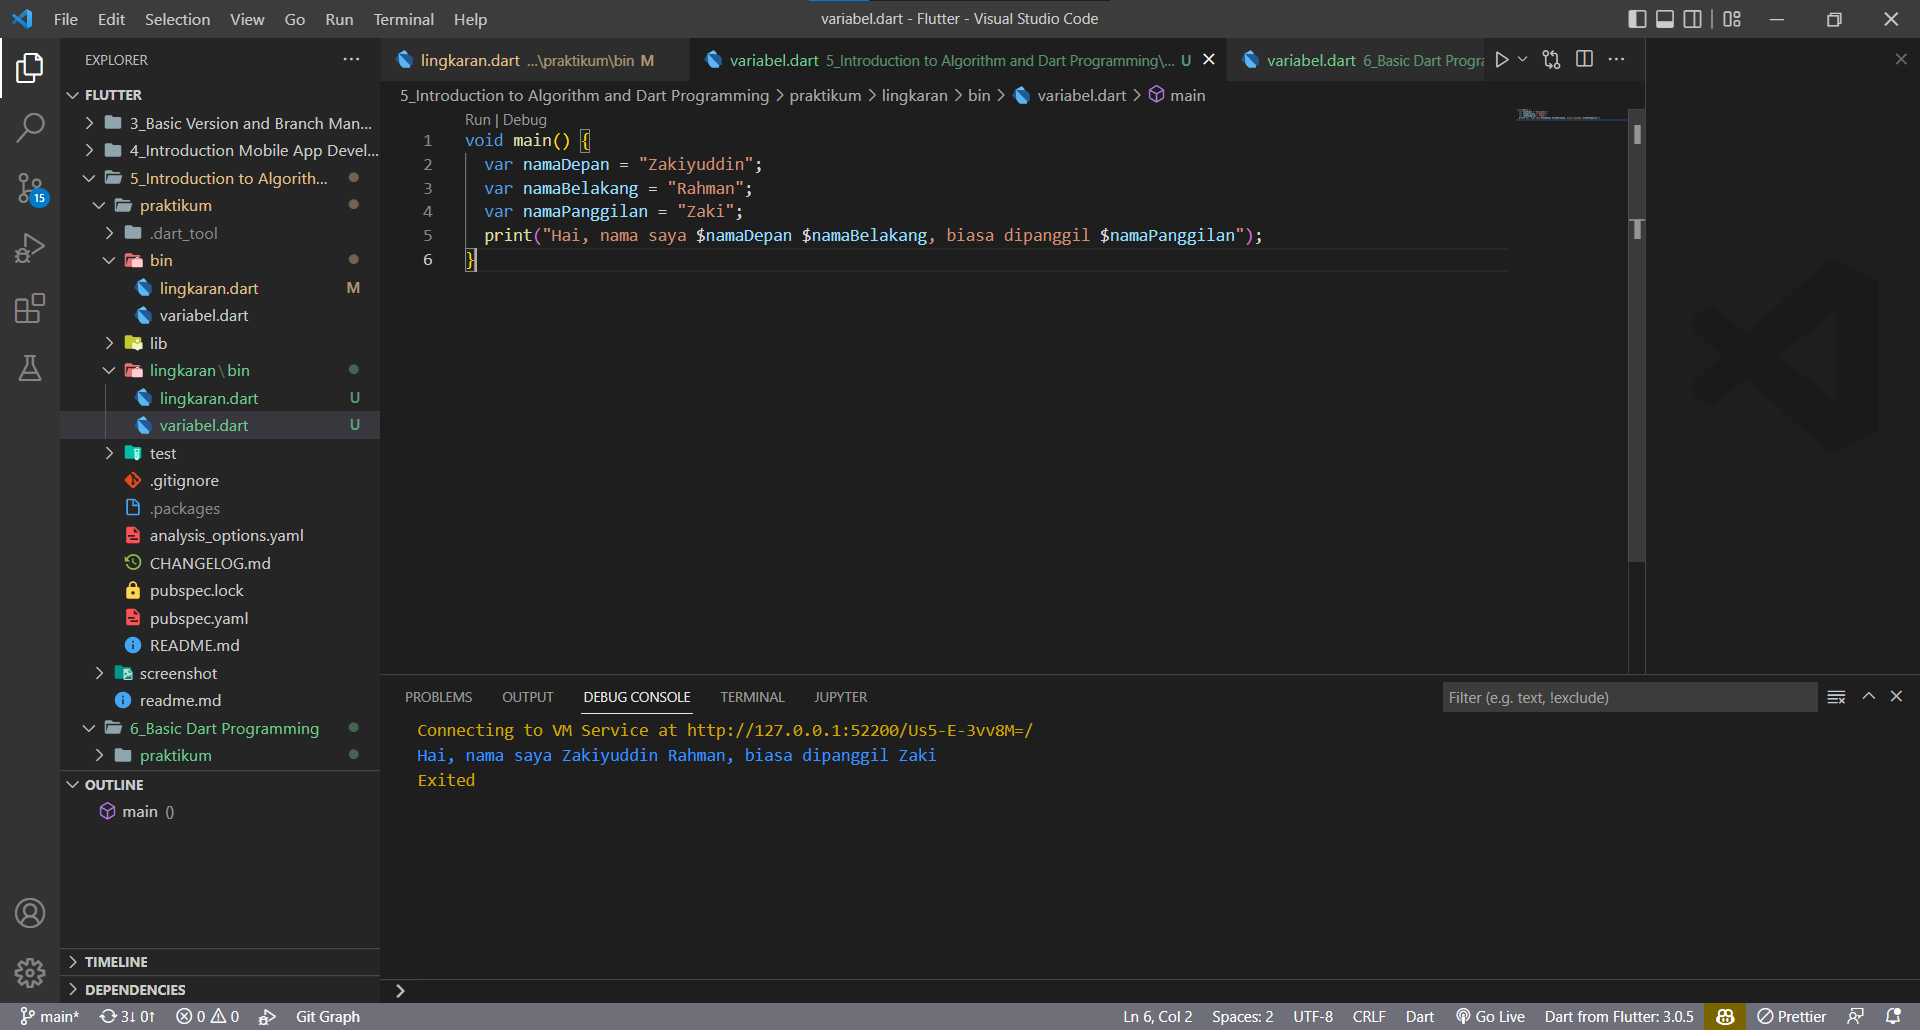 File Edit Selection View Go Run Terminal Help
variabel.dart - Flutter - Visual Studio Code
EXPLORER
FLUTTER
3_Basic Version and Branch Man...
4_Introduction Mobile App Devel...
5_Introduction to Algorith...
praktikum
.dart_tool
bin
lingkaran.dart M
variabel.dart
lib
lingkaran\bin
lingkaran.dart U
variabel.dart U
test
.gitignore
.packages
analysis_options.yaml
CHANGELOG.md
pubspec.lock
pubspec.yaml
README.md
screenshot
readme.md
6_Basic Dart Programming
praktikum
OUTLINE
main ()
TIMELINE
DEPENDENCIES
15
lingkaran.dart ...\praktikum\bin M
variabel.dart 5_Introduction to Algorithm and Dart Programming\... U
variabel.dart 6_Basic Dart Progra
5_Introduction to Algorithm and Dart Programming > praktikum > lingkaran > bin > variabel.dart > main
Run | Debug
1 void main() {
2 var namaDepan = "Zakiyuddin";
3 var namaBelakang = "Rahman";
4 var namaPanggilan = "Zaki";
5 print("Hai, nama saya $namaDepan $namaBelakang, biasa dipanggil $namaPanggilan");
6 }
PROBLEMS OUTPUT DEBUG CONSOLE TERMINAL JUPYTER
Filter (e.g. text, !exclude)
Connecting to VM Service at http://127.0.0.1:52200/Us5-E-3vv8M=/
Hai, nama saya Zakiyuddin Rahman, biasa dipanggil Zaki
Exited
main* 3↓ 0↑ 0 0 Git Graph
Ln 6, Col 2 Spaces: 2 UTF-8 CRLF Dart Go Live Dart from Flutter: 3.0.5 Prettier